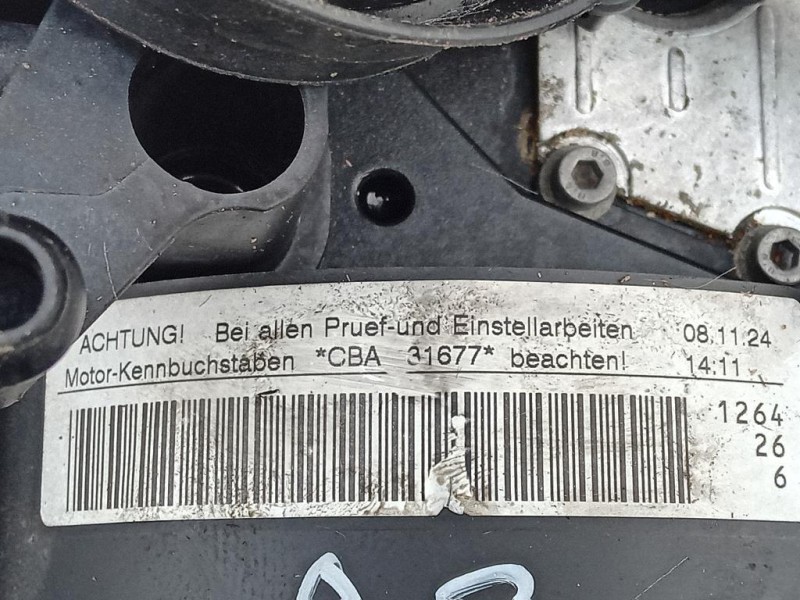 ACHTUNG! Bei allen Pruef-und Einstellarbeiten 08.11.24
Motor-Kennbuchstaben *CBA 31677* beachten! 14:11
1264
26
6